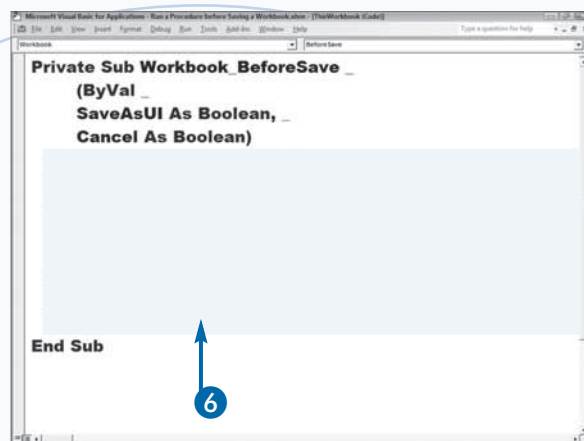 Microsoft Visual Basic for Applications - Run a Procedure before Saving a Workbook.xlsm - [ThisWorkbook (Code)]
File Edit View Insert Format Debug Run Tools Add-Ins Window Help Type a question for help
Workbook BeforeSave
Private Sub Workbook_BeforeSave _
(ByVal _
SaveAsUI As Boolean, _
Cancel As Boolean)
End Sub
6